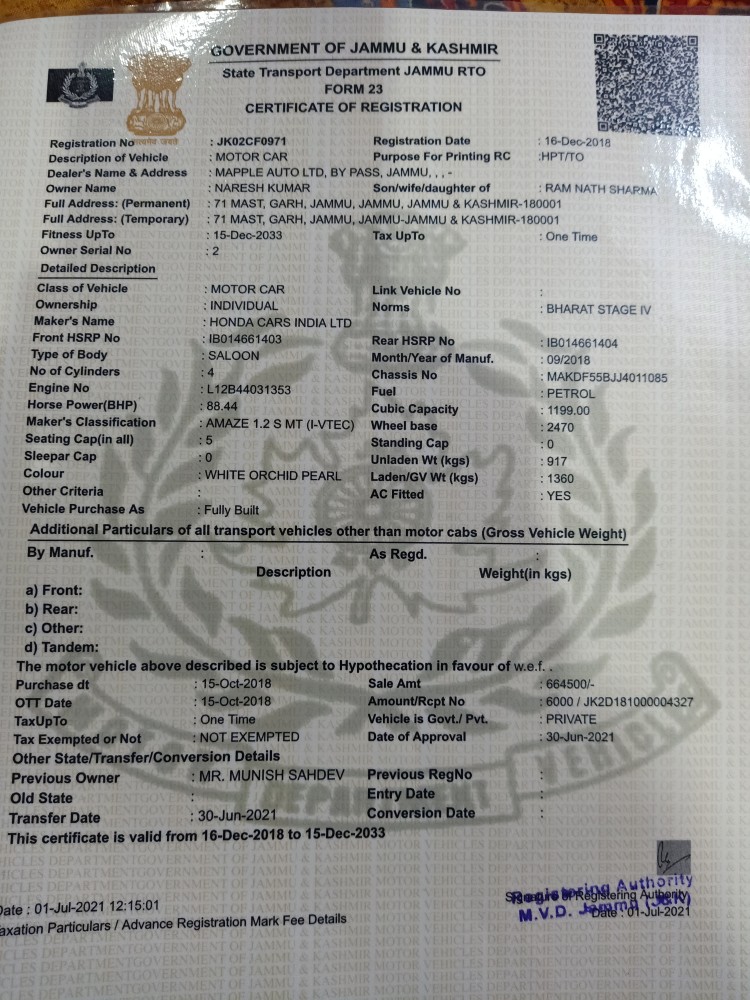 GOVERNMENT OF JAMMU & KASHMIR
State Transport Department JAMMU RTO
FORM 23
CERTIFICATE OF REGISTRATION
सत्यमेव जयते
Registration No : JK02CF0971 Registration Date : 16-Dec-2018
Description of Vehicle : MOTOR CAR Purpose For Printing RC :HPT/TO
Dealer's Name & Address : MAPPLE AUTO LTD, BY PASS, JAMMU, , , -
Owner Name : NARESH KUMAR Son/wife/daughter of : RAM NATH SHARMA
Full Address: (Permanent) : 71 MAST, GARH, JAMMU, JAMMU, JAMMU & KASHMIR-180001
Full Address: (Temporary) : 71 MAST, GARH, JAMMU, JAMMU-JAMMU & KASHMIR-180001
Fitness UpTo : 15-Dec-2033 Tax UpTo : One Time
Owner Serial No : 2
Detailed Description
Class of Vehicle : MOTOR CAR Link Vehicle No :
Ownership : INDIVIDUAL Norms : BHARAT STAGE IV
Maker's Name : HONDA CARS INDIA LTD
Front HSRP No : IB014661403 Rear HSRP No : IB014661404
Type of Body : SALOON Month/Year of Manuf. : 09/2018
No of Cylinders : 4 Chassis No : MAKDF55BJJ4011085
Engine No : L12B44031353 Fuel : PETROL
Horse Power(BHP) : 88.44 Cubic Capacity : 1199.00
Maker's Classification : AMAZE 1.2 S MT (I-VTEC) Wheel base : 2470
Seating Cap(in all) : 5 Standing Cap : 0
Sleepar Cap : 0 Unladen Wt (kgs) : 917
Colour : WHITE ORCHID PEARL Laden/GV Wt (kgs) : 1360
Other Criteria : AC Fitted : YES
Vehicle Purchase As : Fully Built
Additional Particulars of all transport vehicles other than motor cabs (Gross Vehicle Weight)
By Manuf. : As Regd. :
Description Weight(in kgs)
a) Front:
b) Rear:
c) Other:
d) Tandem:
The motor vehicle above described is subject to Hypothecation in favour of w.e.f. .
Purchase dt : 15-Oct-2018 Sale Amt : 664500/-
OTT Date : 15-Oct-2018 Amount/Rcpt No : 6000 / JK2D181000004327
TaxUpTo : One Time Vehicle is Govt./ Pvt. : PRIVATE
Tax Exempted or Not : NOT EXEMPTED Date of Approval : 30-Jun-2021
Other State/Transfer/Conversion Details
Previous Owner : MR. MUNISH SAHDEV Previous RegNo :
Old State : Entry Date :
Transfer Date : 30-Jun-2021 Conversion Date :
This certificate is valid from 16-Dec-2018 to 15-Dec-2033
Signature of Registering Authority
Registering Authority
M.V.D. Jammu (J&K)
Date : 01-Jul-2021
Date : 01-Jul-2021 12:15:01
axation Particulars / Advance Registration Mark Fee Details